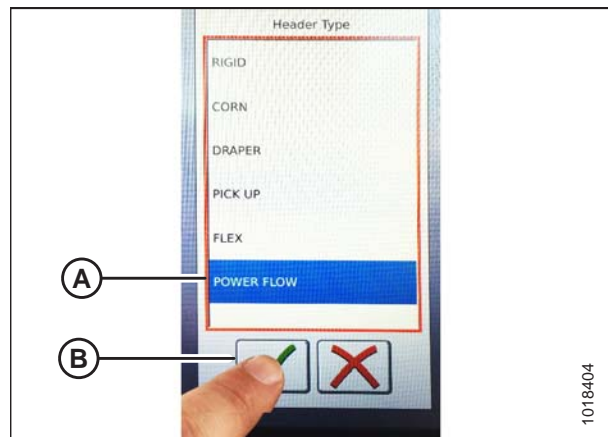 Header Type
RIGID
CORN
DRAPER
PICK UP
FLEX
A
POWER FLOW
B
1018404